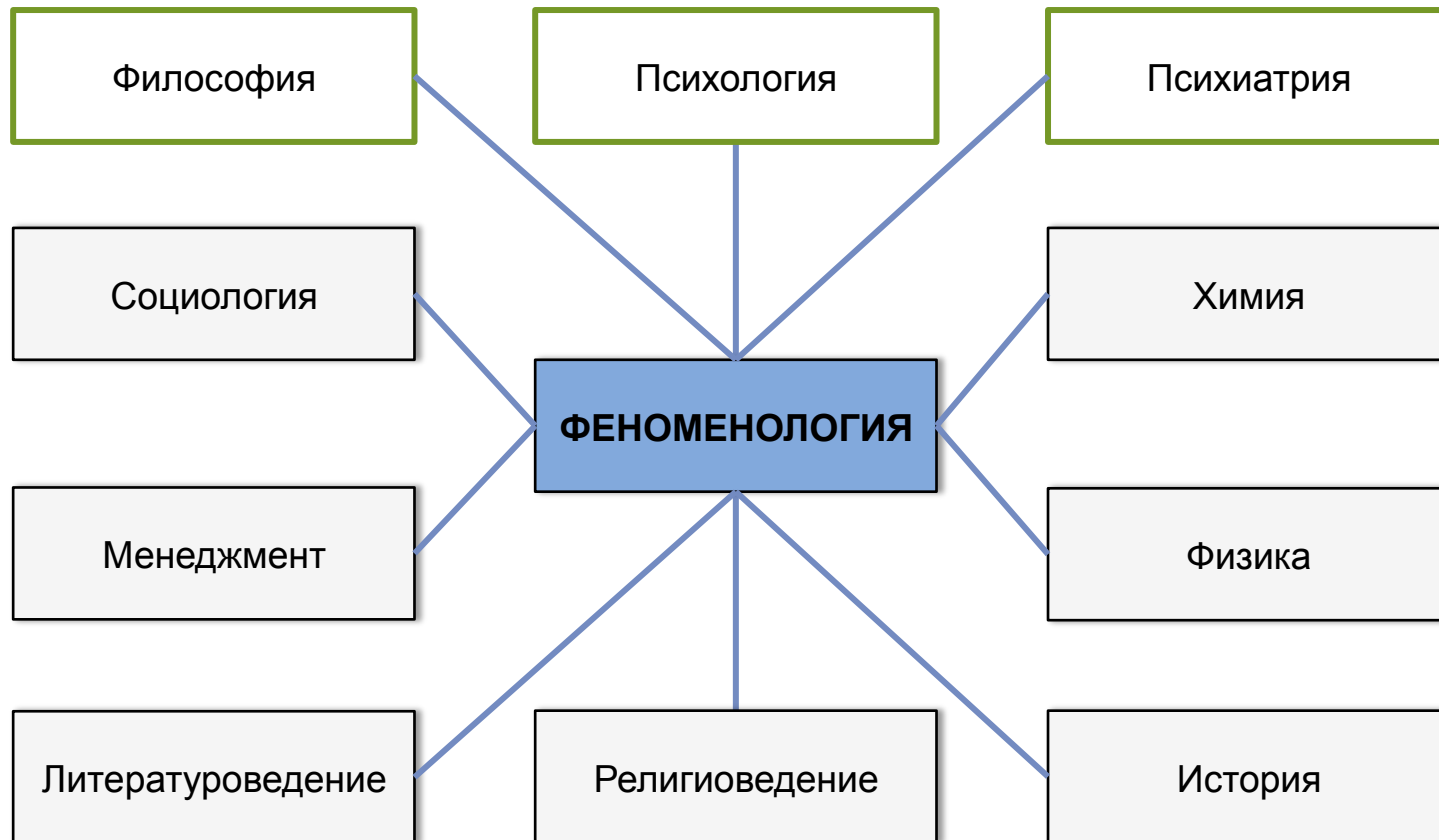 Философия
Психология
Психиатрия
Социология
Химия
ФЕНОМЕНОЛОГИЯ
Менеджмент
Физика
Литературоведение
Религиоведение
История